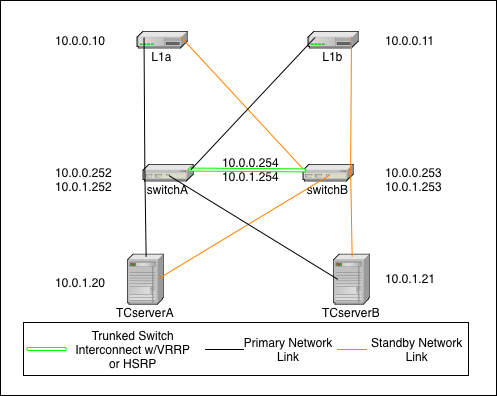 10.0.0.10
10.0.0.11
L1a
L1b
10.0.0.254
10.0.0.252
10.0.0.253
10.0.1.254
10.0.1.252
switchA
switchB
10.0.1.253
10.0.1.20
10.0.1.21
TCserverA
TCserverB
Trunked Switch
Interconnect w/VRRP
or HSRP
Primary Network
Link
Standby Network
Link